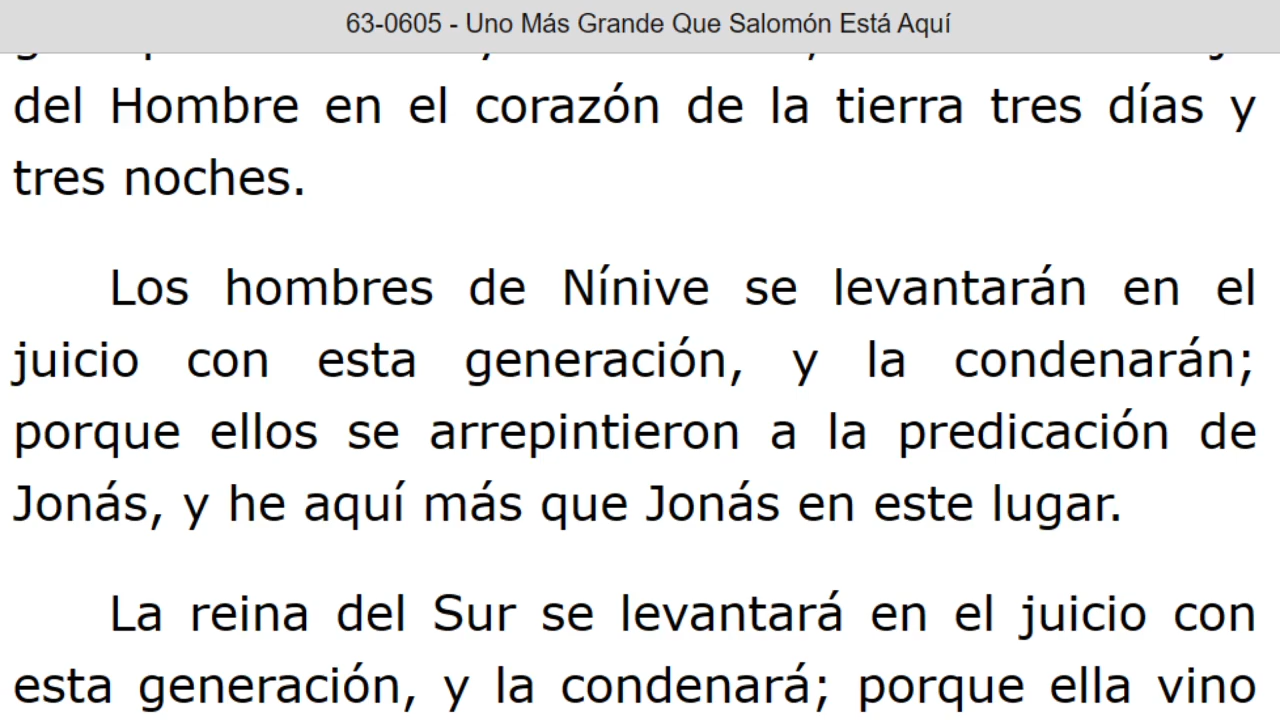 63-0605 - Uno Más Grande Que Salomón Está Aquí
del Hombre en el corazón de la tierra tres días y
tres noches.
Los hombres de Nínive se levantarán en el
juicio con esta generación, y la condenarán;
porque ellos se arrepintieron a la predicación de
Jonás, y he aquí más que Jonás en este lugar.
La reina del Sur se levantará en el juicio con
esta generación, y la condenará; porque ella vino